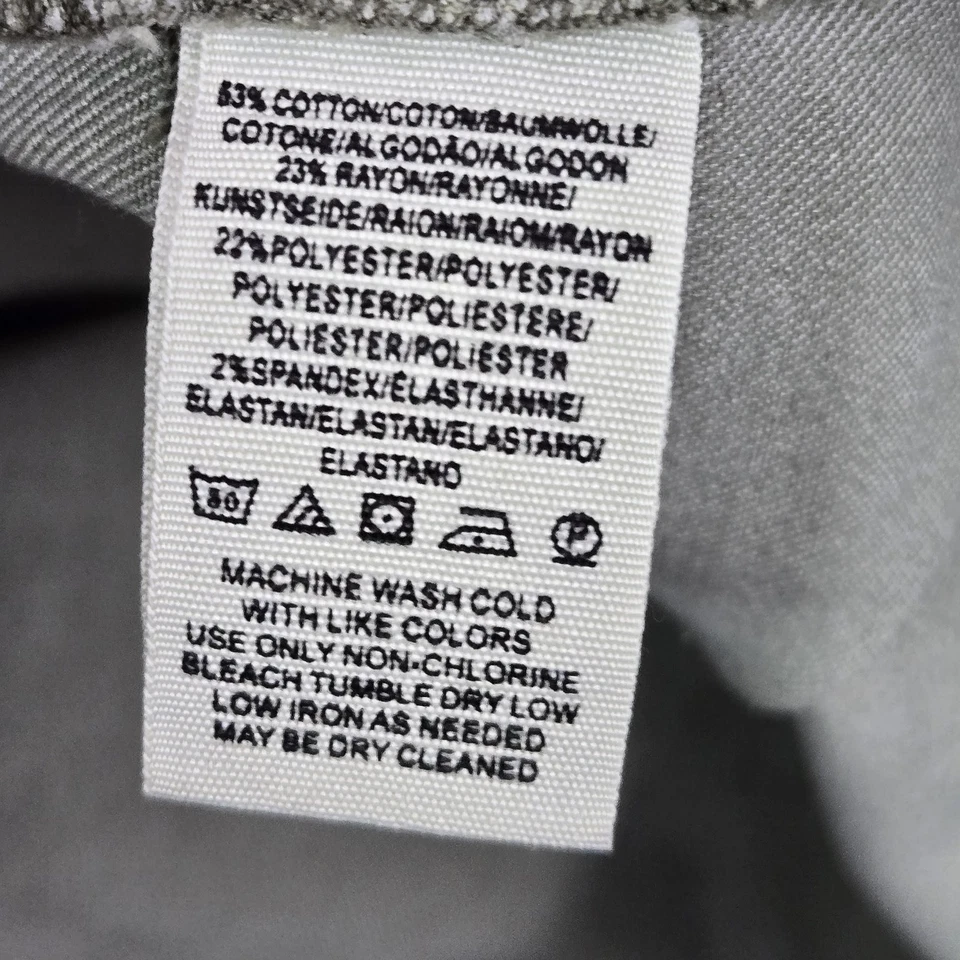 53% COTTON/COTON/BAUMWOLLE/
COTONE/ALGODÃO/ALGODON
23% RAYON/RAYONNE/
KUNSTSEIDE/RAION/RAIOM/RAYON
22%POLYESTER/POLYESTER/
POLYESTER/POLIESTERE/
POLIESTER/POLIESTER
2%SPANDEX/ÉLASTHANNE/
ELASTAN/ELASTAN/ELASTANO/
ELASTANO
30
P
MACHINE WASH COLD
WITH LIKE COLORS
USE ONLY NON-CHLORINE
BLEACH TUMBLE DRY LOW
LOW IRON AS NEEDED
MAY BE DRY CLEANED